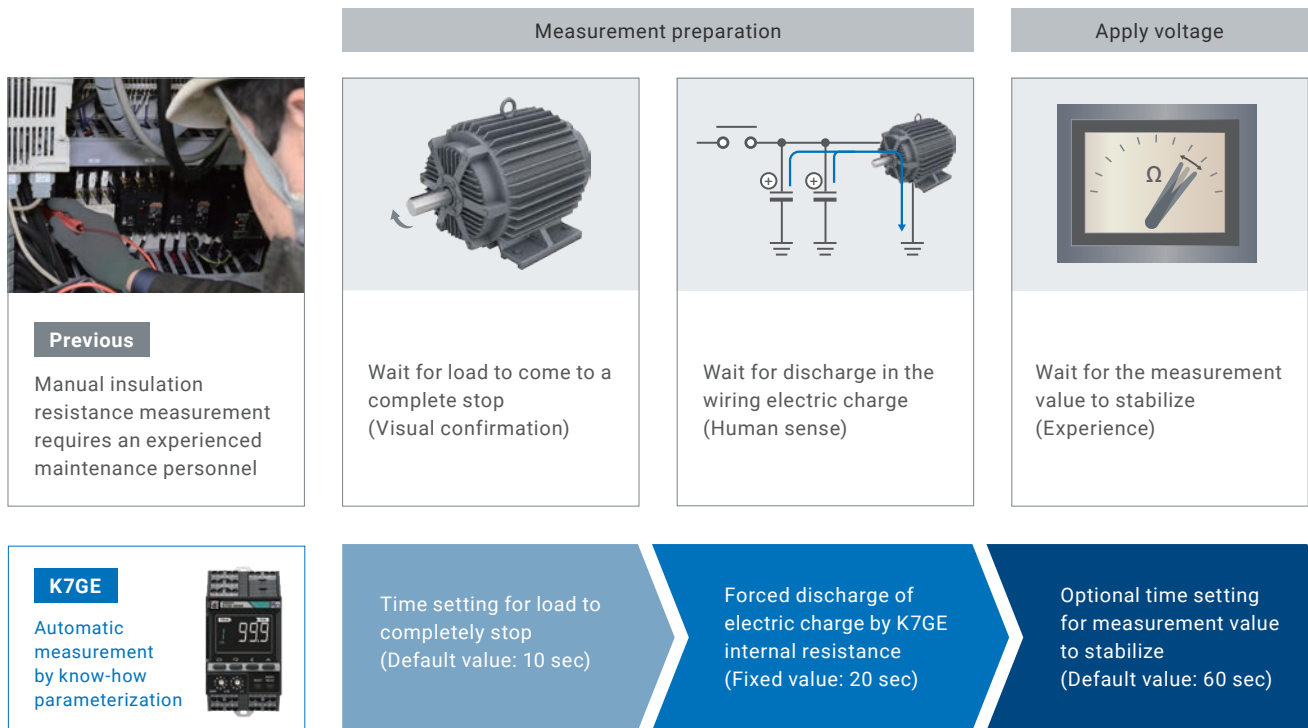 Measurement preparation
Apply voltage
Ω
Previous
Manual insulation
resistance measurement
requires an experienced
maintenance personnel
Wait for load to come to a
complete stop
(Visual confirmation)
Wait for discharge in the
wiring electric charge
(Human sense)
Wait for the measurement
value to stabilize
(Experience)
K7GE
Automatic
measurement
by know-how
parameterization
99.9
Time setting for load to
completely stop
(Default value: 10 sec)
Forced discharge of
electric charge by K7GE
internal resistance
(Fixed value: 20 sec)
Optional time setting
for measurement value
to stabilize
(Default value: 60 sec)